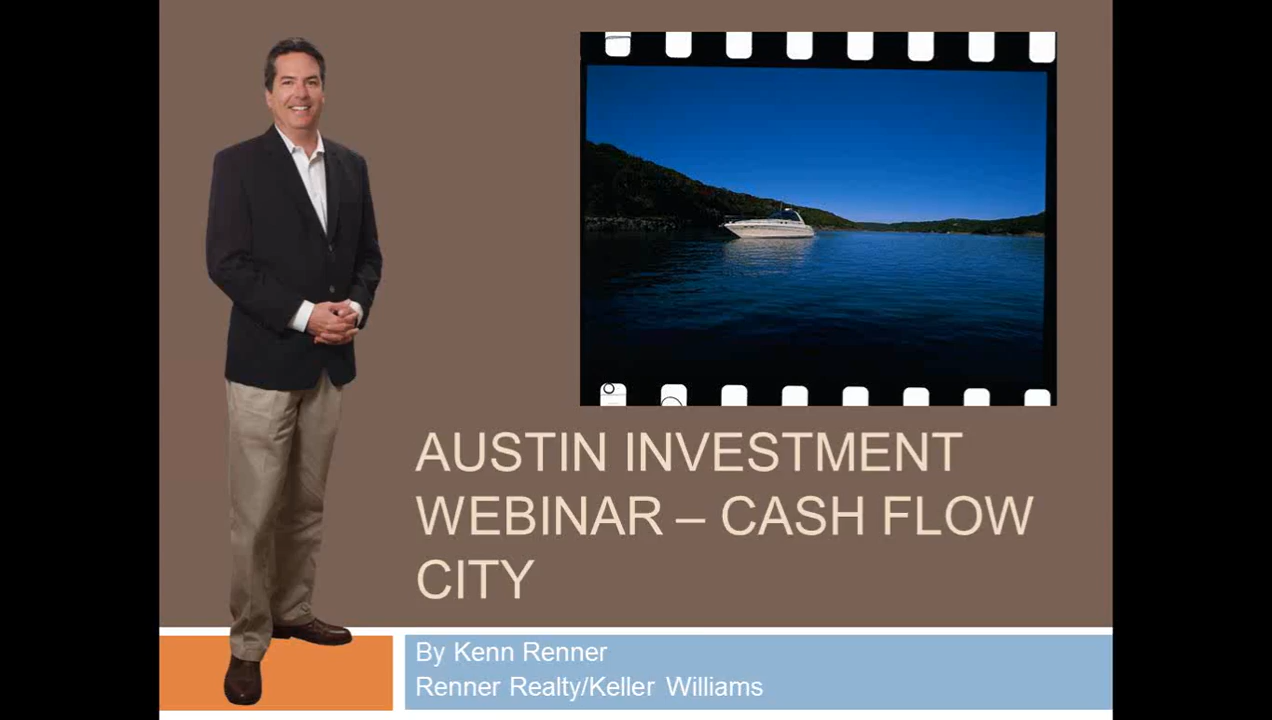 AUSTIN INVESTMENT
WEBINAR – CASH FLOW
CITY
By Kenn Renner
Renner Realty/Keller Williams